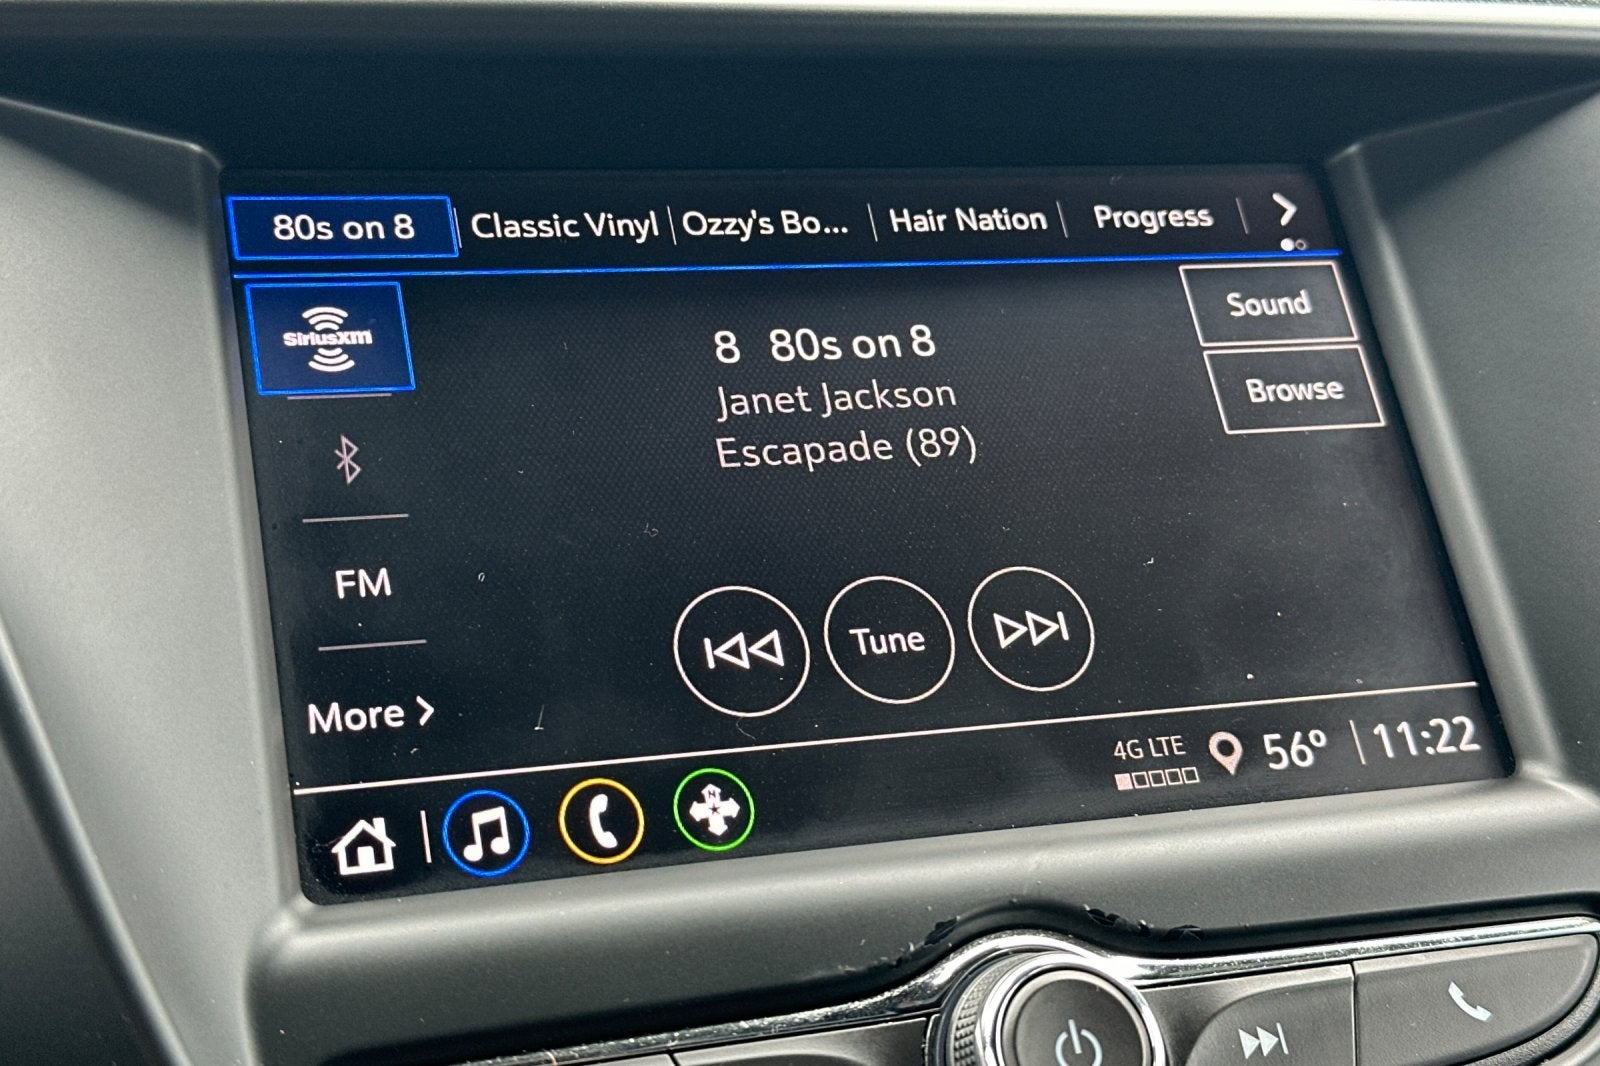 80s on 8 Classic Vinyl Ozzy's Bo... Hair Nation Progress
SiriusXM
Sound
8 80s on 8
Browse
Janet Jackson
Escapade (89)
FM
Tune
More
4G LTE 56° 11:22
N